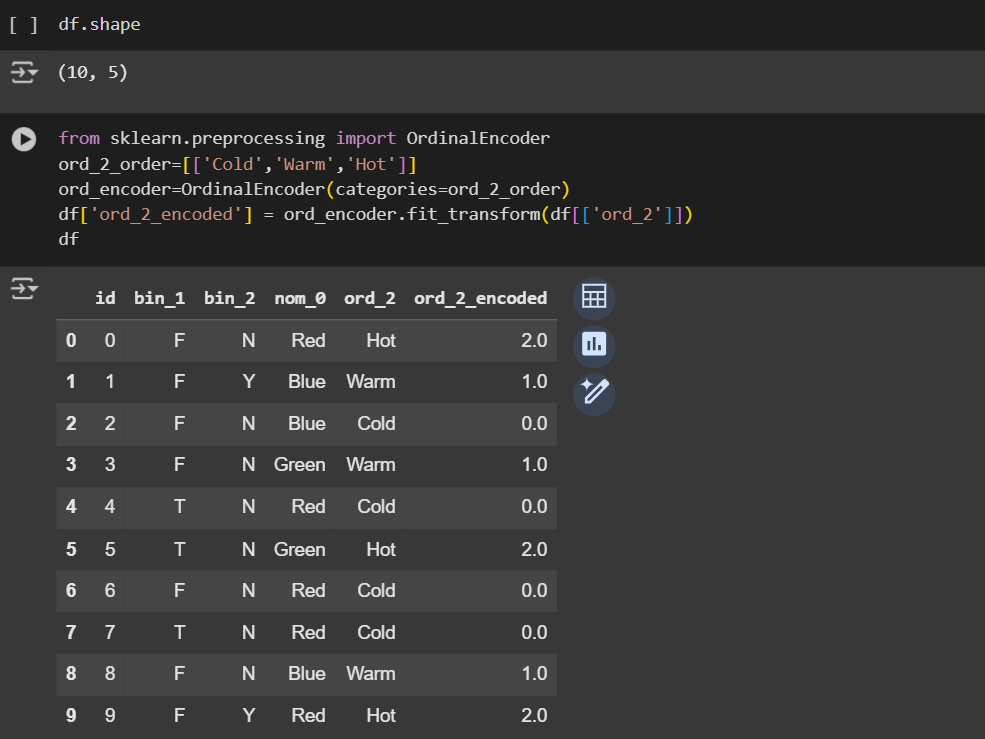 [ ] df.shape
(10, 5)
from sklearn.preprocessing import OrdinalEncoder
ord_2_order=[['Cold','Warm','Hot']]
ord_encoder=OrdinalEncoder(categories=ord_2_order)
df['ord_2_encoded'] = ord_encoder.fit_transform(df[['ord_2']])
df
id bin_1 bin_2 nom_0 ord_2 ord_2_encoded
0 0 F N Red Hot 2.0
1 1 F Y Blue Warm 1.0
2 2 F N Blue Cold 0.0
3 3 F N Green Warm 1.0
4 4 T N Red Cold 0.0
5 5 T N Green Hot 2.0
6 6 F N Red Cold 0.0
7 7 T N Red Cold 0.0
8 8 F N Blue Warm 1.0
9 9 F Y Red Hot 2.0